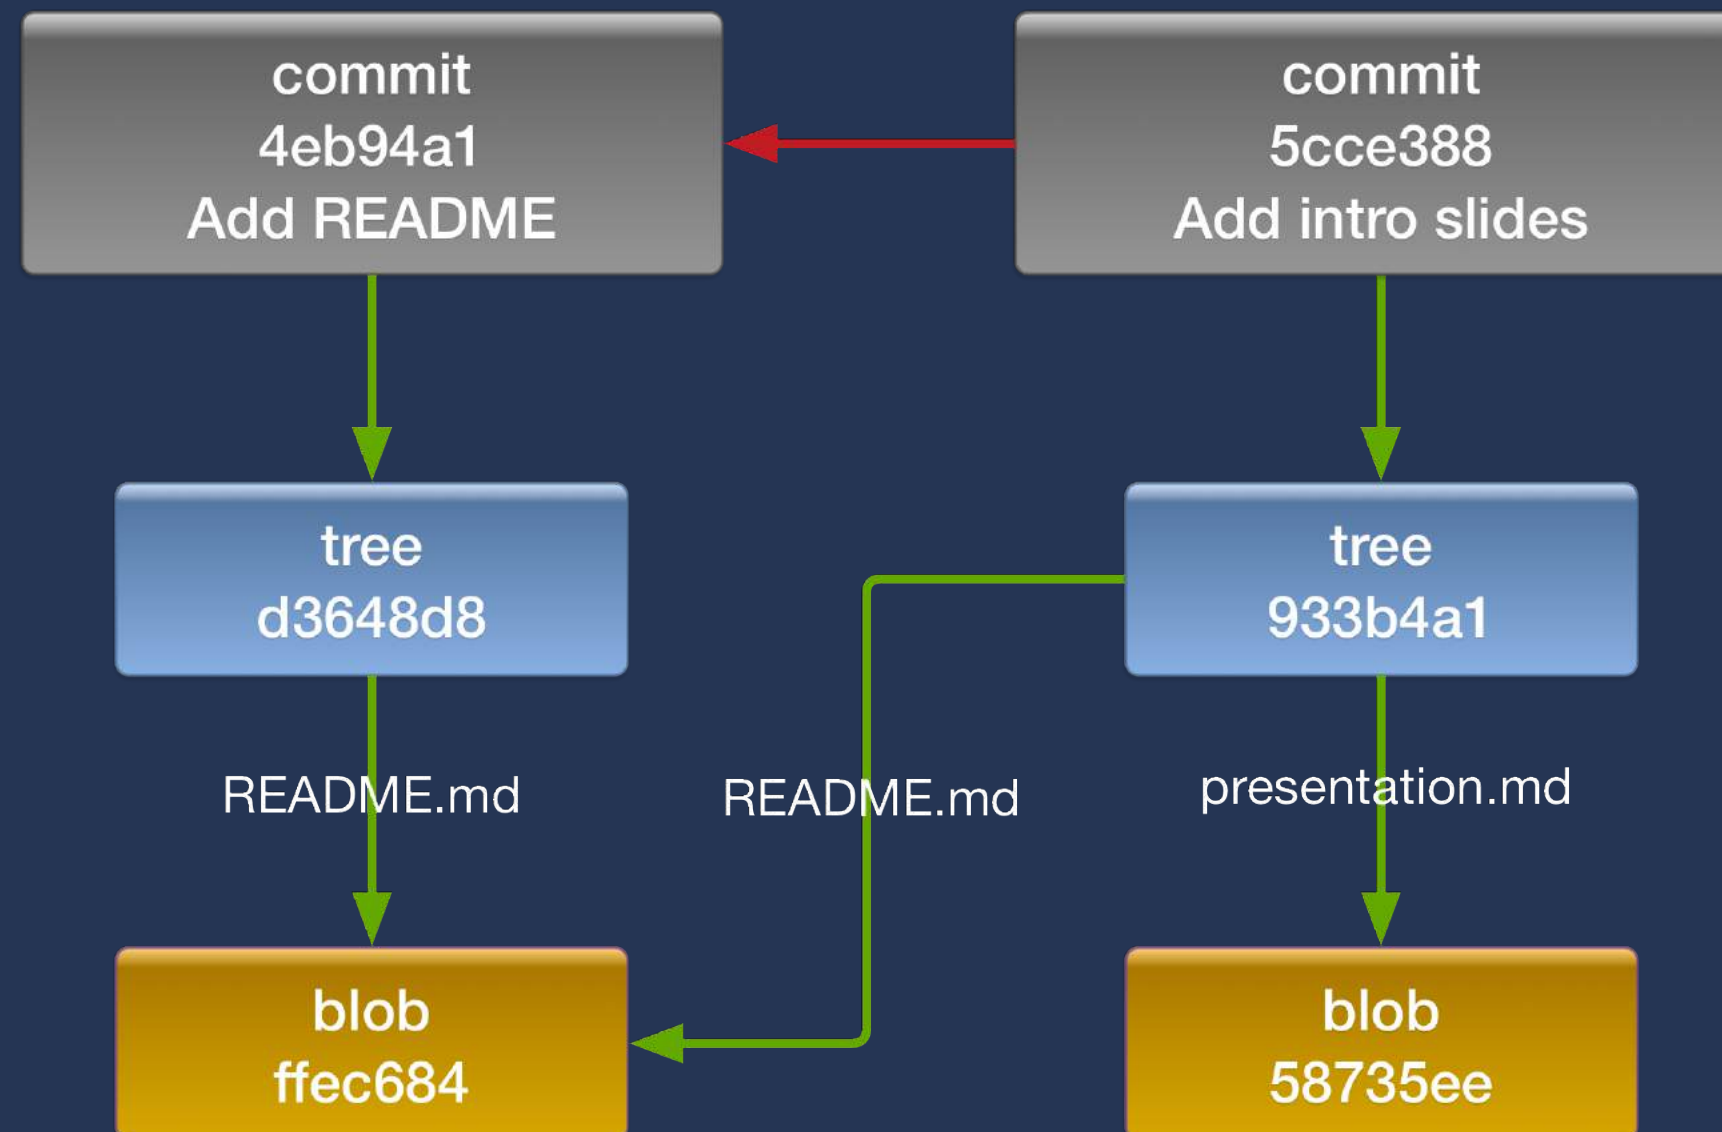 commit
4eb94a1
Add README
commit
5cce388
Add intro slides
tree
d3648d8
tree
933b4a1
README.md
README.md
presentation.md
blob
ffec684
blob
58735ee